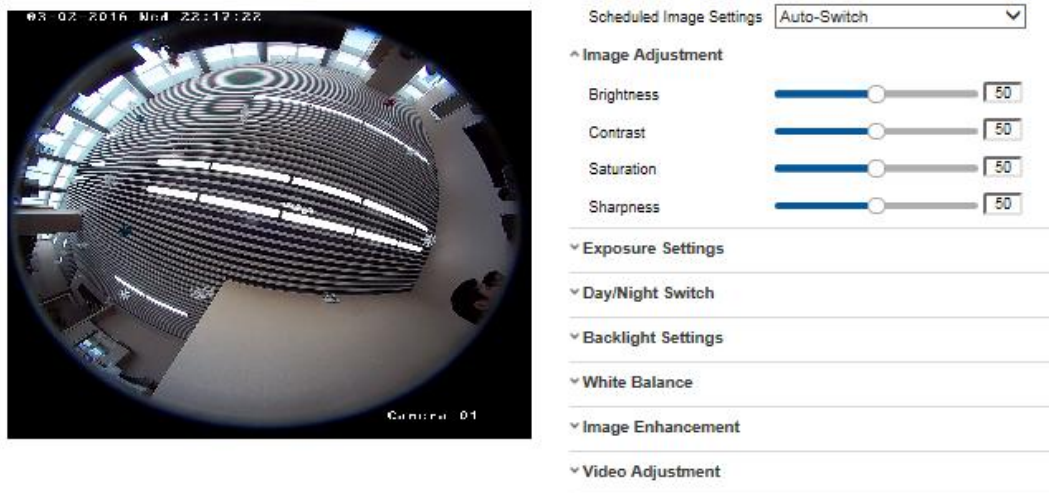 03-02-2016 Wed 22:17:22
Scheduled Image Settings Auto-Switch
Image Adjustment
Brightness 50
Contrast 50
Saturation 50
Sharpness 50
Exposure Settings
Day/Night Switch
Backlight Settings
White Balance
Image Enhancement
Video Adjustment
Camera 01